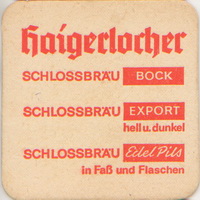 Haigerlocher
SCHLOSSBRÄU BOCK
SCHLOSSBRÄU EXPORT
hell u. dunkel
SCHLOSSBRÄU Edel Pils
in Faß und Flaschen